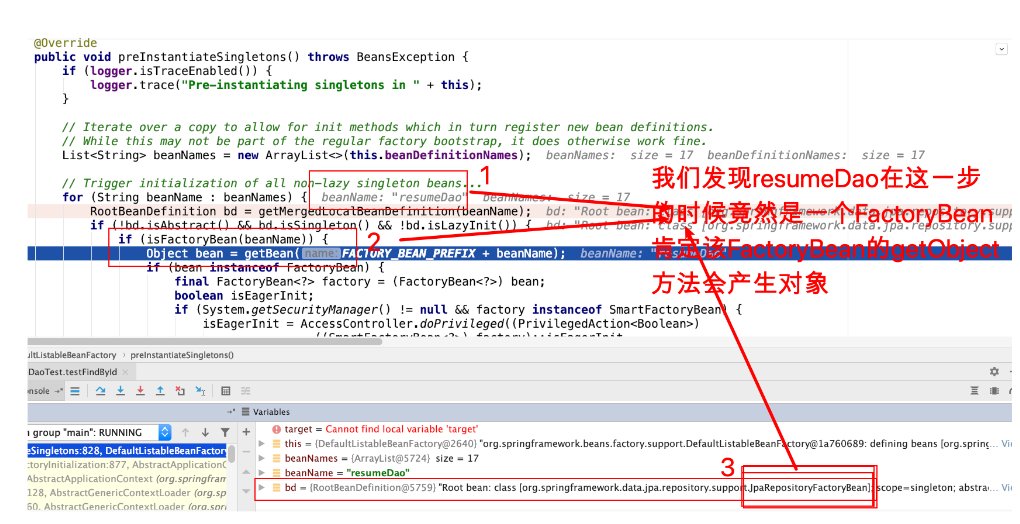 @Override
public void preInstantiateSingletons() throws BeansException {
if (logger.isTraceEnabled()) {
logger.trace("Pre-instantiating singletons in " + this);
}
// Iterate over a copy to allow for init methods which in turn register new bean definitions.
// While this may not be part of the regular factory bootstrap, it does otherwise work fine.
List<String> beanNames = new ArrayList<>(this.beanDefinitionNames); beanNames: size = 17 beanDefinitionNames: size = 17
// Trigger initialization of all non-lazy singleton beans...
1
for (String beanName : beanNames) { beanName: "resumeDao" beanNames: size = 17
我们发现resumeDao在这一步
RootBeanDefinition bd = getMergedLocalBeanDefinition(beanName); bd: "Root bean:
的时候竟然是一个FactoryBean
if (!bd.isAbstract() && bd.isSingleton() && !bd.isLazyInit()) { bd: "Root bean: class [org.springframework.data.jpa.repository.supp
if (isFactoryBean(beanName)) {
2
肯定该FactoryBean的getObject
Object bean = getBean( name: FACTORY_BEAN_PREFIX + beanName); beanName:
方法会产生对象
if (bean instanceof FactoryBean) {
final FactoryBean<?> factory = (FactoryBean<?>) bean;
boolean isEagerInit;
if (System.getSecurityManager() != null && factory instanceof SmartFactoryBean) {
isEagerInit = AccessController.doPrivileged((PrivilegedAction<Boolean>)
((SmartFactoryBean<?>) factory)::isEagerInit,
ultListableBeanFactory › preInstantiateSingletons()
DaoTest.testFindById
onsole
Variables
n group "main": RUNNING
target = Cannot find local variable 'target'
eSingletons:828, DefaultListableBeanFactor
this = {DefaultListableBeanFactory@2640} "org.springframework.beans.factory.support.DefaultListableBeanFactory@1a760689: defining beans [org.spring... Vi
ctoryInitialization:877, AbstractApplicationC
beanNames = {ArrayList@5724} size = 17
AbstractApplicationContext (org.sp
beanName = "resumeDao"
3
128, AbstractGenericContextLoader (org.spr
bd = {RootBeanDefinition@5759} "Root bean: class [org.springframework.data.jpa.repository.support.JpaRepositoryFactoryBean]; scope=singleton; abstra... Vi
60, AbstractGenericContextLoader (org.spri